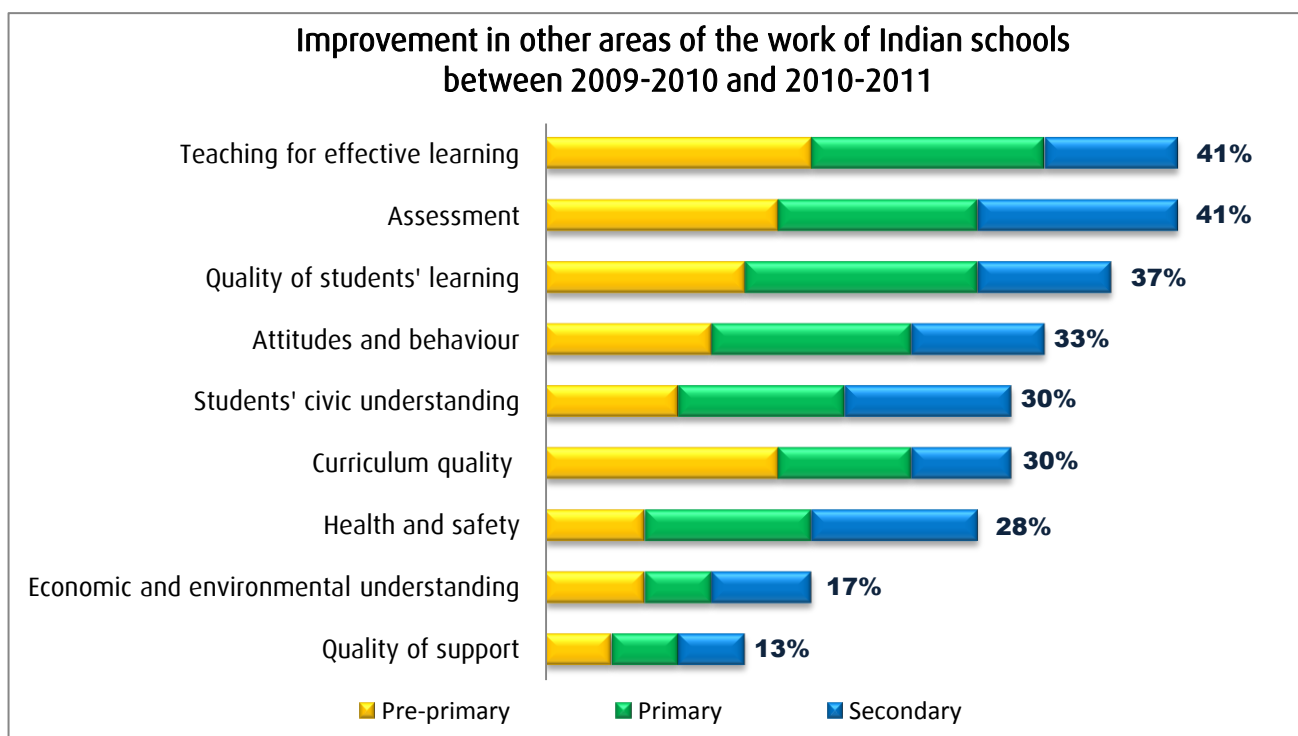 Improvement in other areas of the work of Indian schools
between 2009-2010 and 2010-2011
Teaching for effective learning 41%
Assessment 41%
Quality of students' learning 37%
Attitudes and behaviour 33%
Students' civic understanding 30%
Curriculum quality 30%
Health and safety 28%
Economic and environmental understanding 17%
Quality of support 13%
Pre-primary Primary Secondary